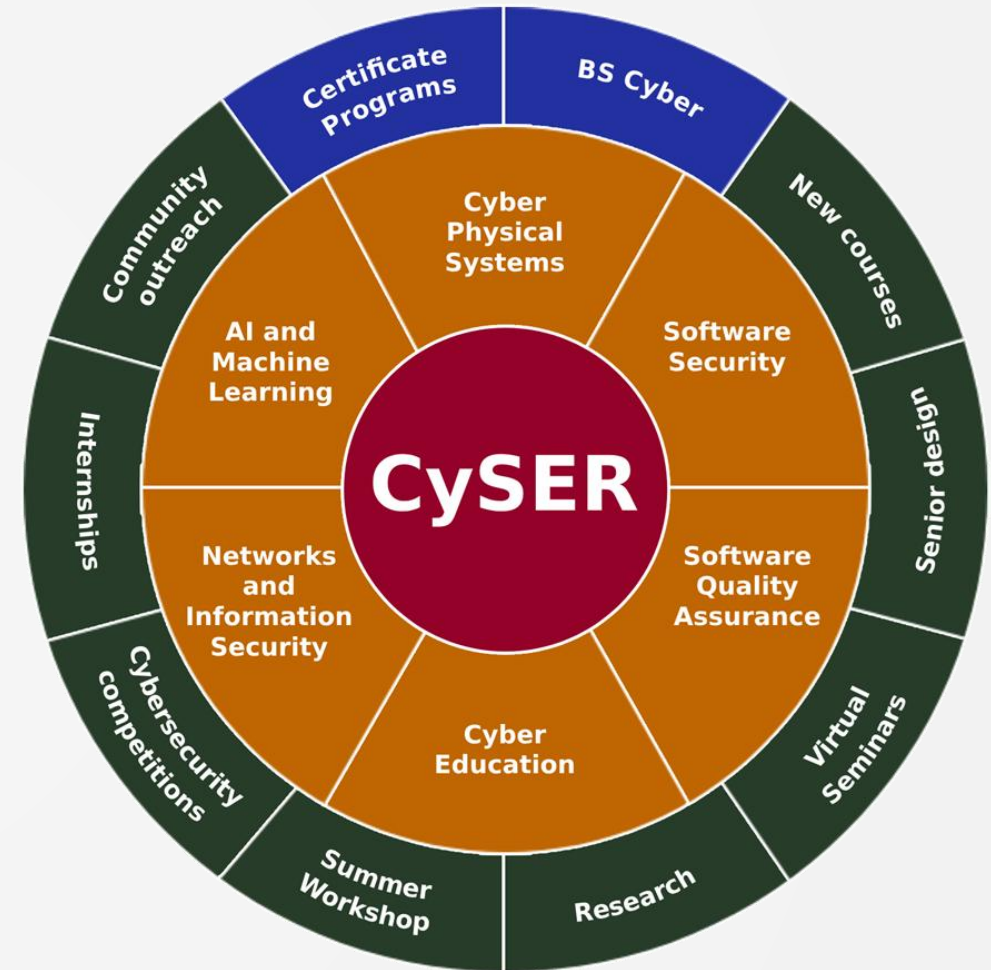 Certificate
Programs
BS Cyber
New courses
Senior design
Virtual
Seminars
Research
Summer
Workshop
Cybersecurity
competitions
Internships
Community
outreach
Cyber
Physical
Systems
Software
Security
Software
Quality
Assurance
Cyber
Education
Networks
and
Information
Security
AI and
Machine
Learning
CySER